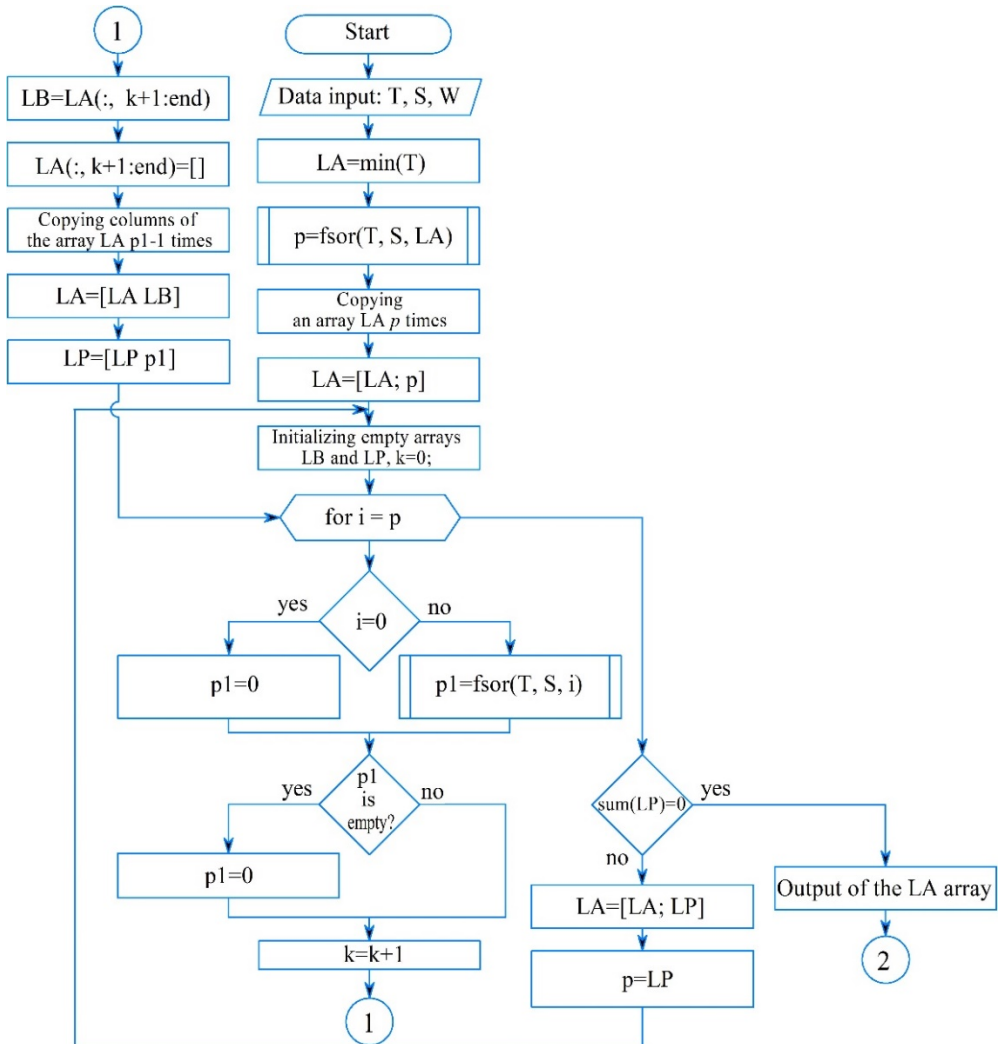 1
LB=LA(:, k+1:end)
LA(:, k+1:end)=[]
Copying columns of
the array LA p1-1 times
LA=[LA LB]
LP=[LP p1]
Start
Data input: T, S, W
LA=min(T)
p=fsor(T, S, LA)
Copying
an array LA p times
LA=[LA; p]
Initializing empty arrays
LB and LP, k=0;
for i = p
yes
i=0
no
p1=0
p1=fsor(T, S, i)
yes
p1
is
empty?
no
p1=0
k=k+1
1
sum(LP)=0
yes
no
LA=[LA; LP]
p=LP
Output of the LA array
2